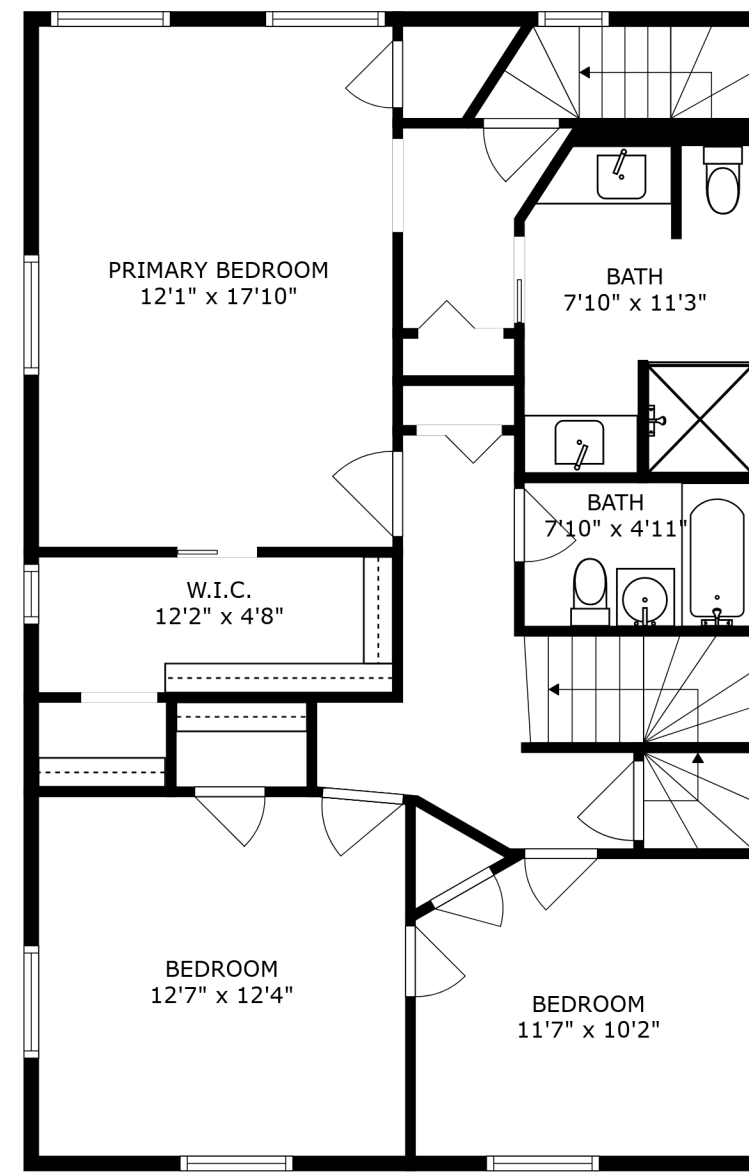 PRIMARY BEDROOM
12'1" x 17'10"
BATH
7'10" x 11'3"
BATH
7'10" x 4'11"
W.I.C.
12'2" x 4'8"
BEDROOM
12'7" x 12'4"
BEDROOM
11'7" x 10'2"